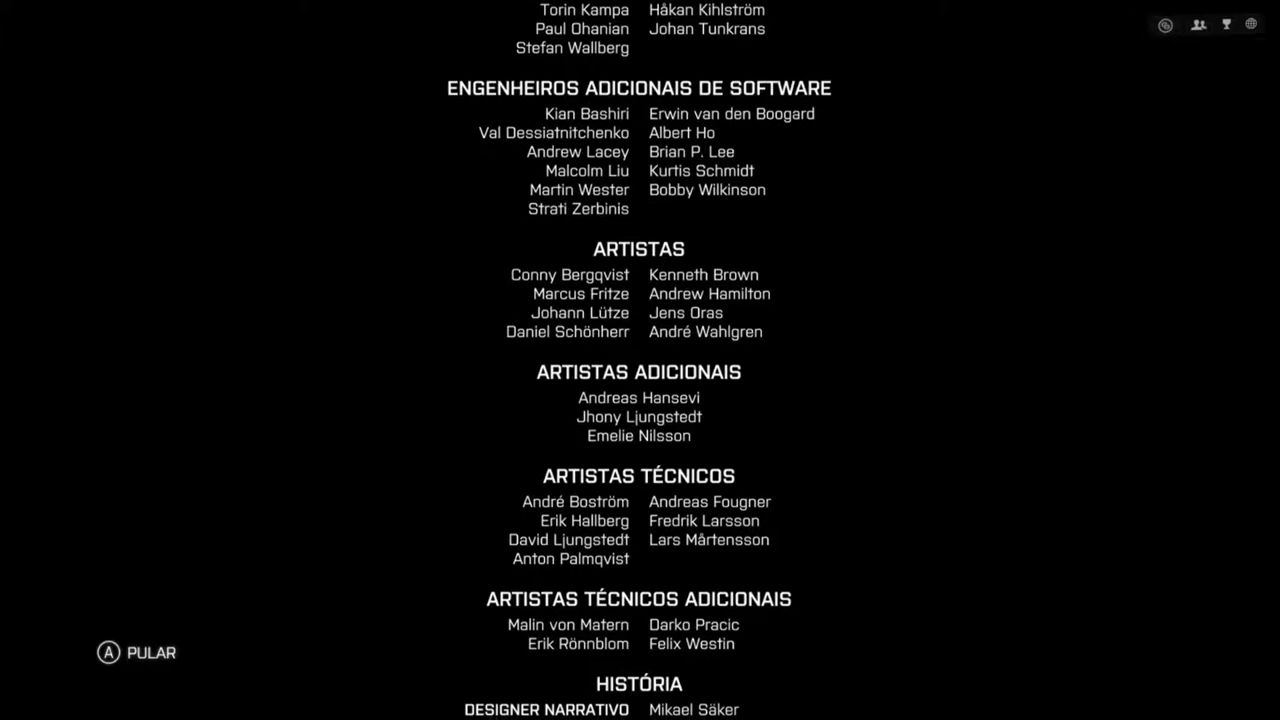 Torin Kampa Håkan Kihlström
Paul Ohanian Johan Tunkrans
Stefan Wallberg
ENGENHEIROS ADICIONAIS DE SOFTWARE
Kian Bashiri Erwin van den Boogard
Val Dessiatnitchenko Albert Ho
Andrew Lacey Brian P. Lee
Malcolm Liu Kurtis Schmidt
Martin Wester Bobby Wilkinson
Strati Zerbinis
ARTISTAS
Conny Bergqvist Kenneth Brown
Marcus Fritze Andrew Hamilton
Johann Lütze Jens Oras
Daniel Schönherr André Wahlgren
ARTISTAS ADICIONAIS
Andreas Hansevi
Jhony Ljungstedt
Emelie Nilsson
ARTISTAS TÉCNICOS
André Boström Andreas Fougner
Erik Hallberg Fredrik Larsson
David Ljungstedt Lars Mårtensson
Anton Palmqvist
ARTISTAS TÉCNICOS ADICIONAIS
Malin von Matern Darko Pracic
Erik Rönnblom Felix Westin
A PULAR
HISTÓRIA
DESIGNER NARRATIVO Mikael Säker